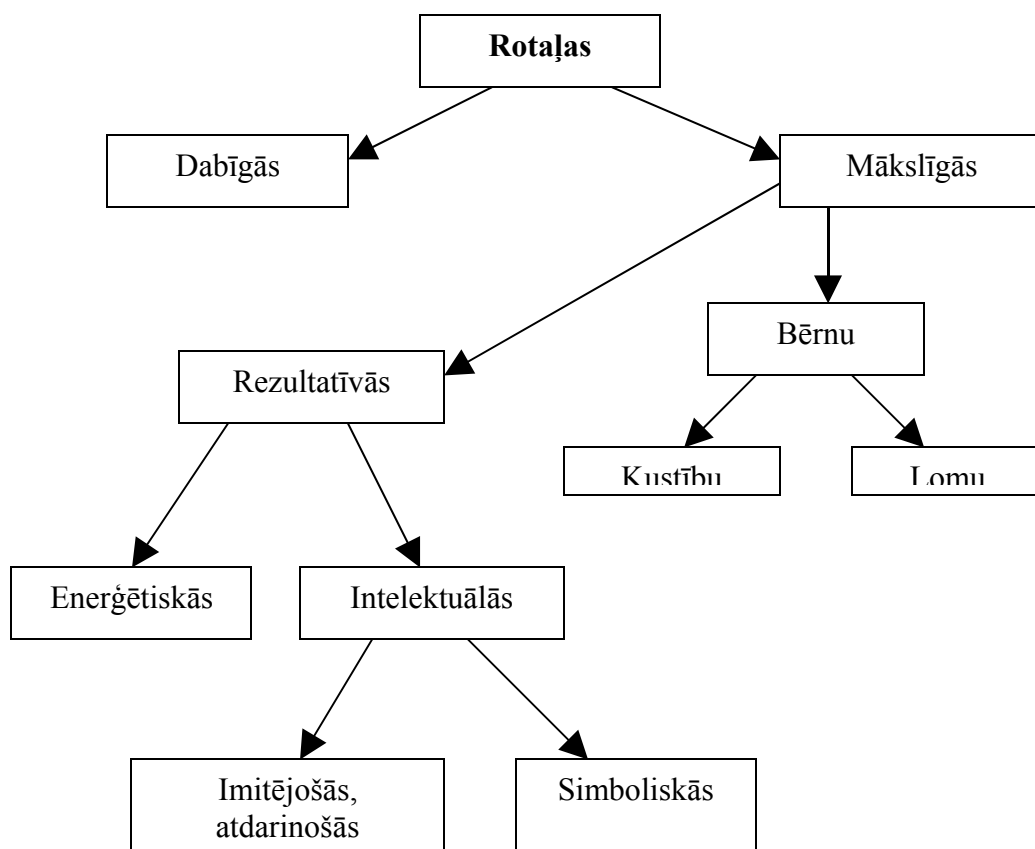 Rotaļas
Dabīgās
Mākslīgās
Bērnu
Rezultatīvās
Kustību
Lomu
Enerģētiskās
Intelektuālās
Imitējošās,
atdarinošās
Simboliskās